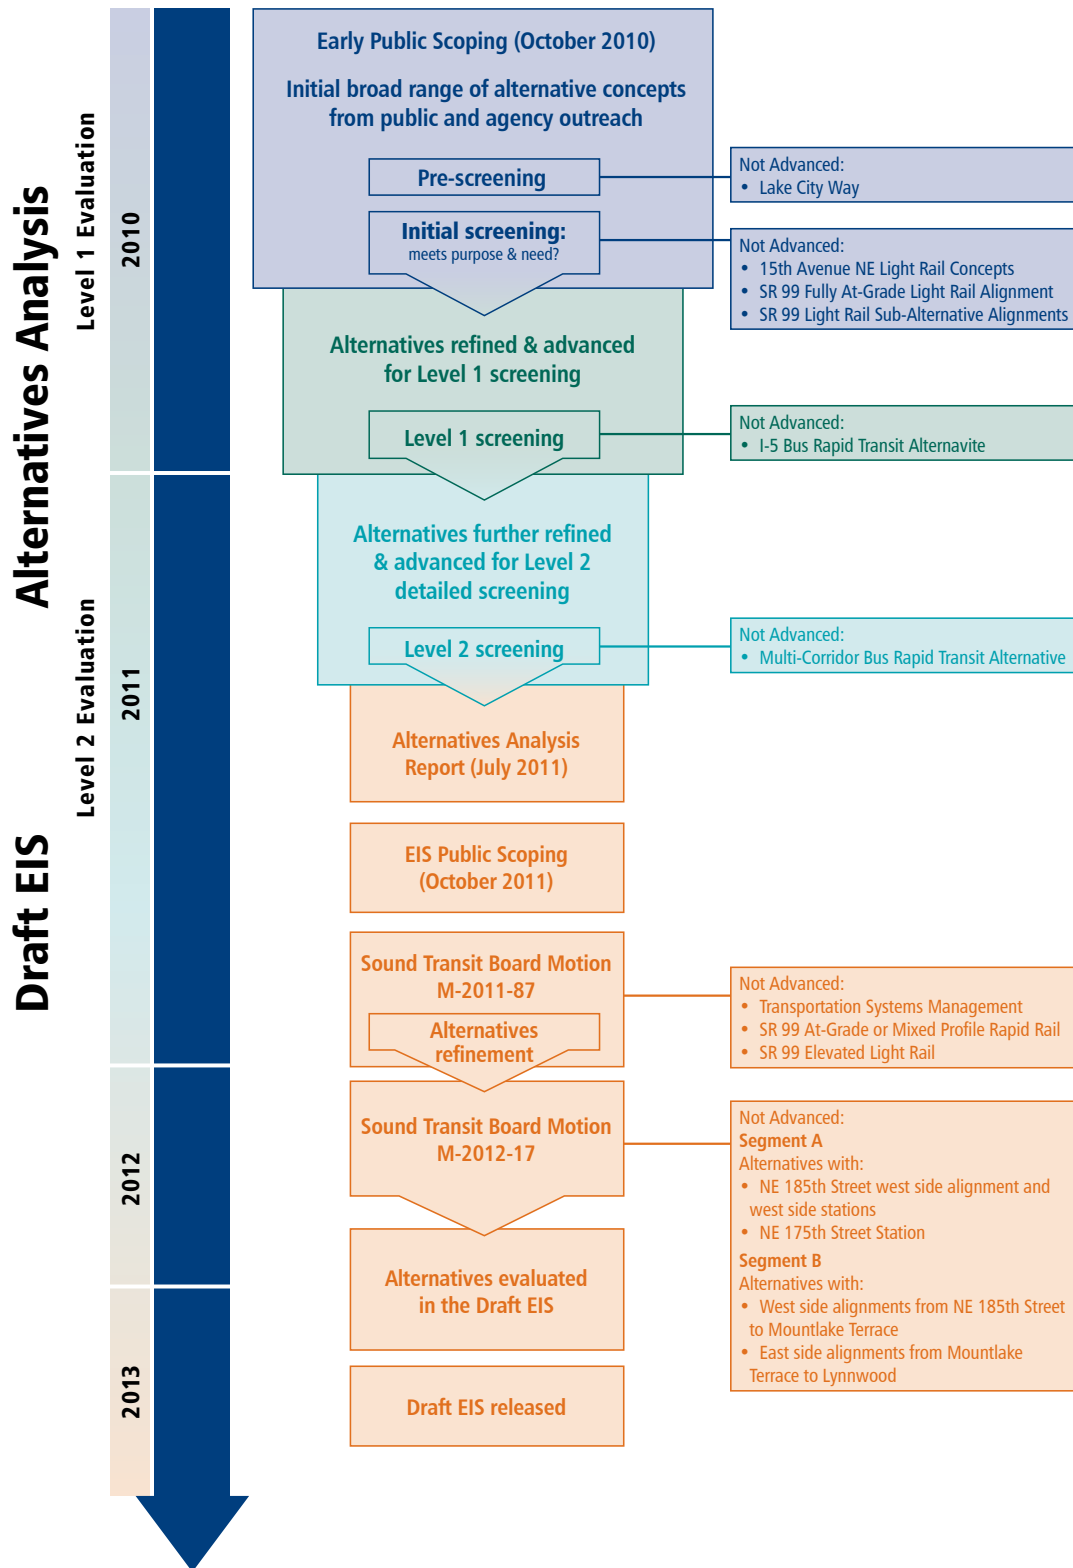 Alternatives Analysis
Draft EIS
Level 1 Evaluation
Level 2 Evaluation
2010
2011
2012
2013
Early Public Scoping (October 2010)
Initial broad range of alternative concepts
from public and agency outreach
Pre-screening
Not Advanced:
• Lake City Way
Initial screening:
meets purpose & need?
Not Advanced:
• 15th Avenue NE Light Rail Concepts
• SR 99 Fully At-Grade Light Rail Alignment
• SR 99 Light Rail Sub-Alternative Alignments
Alternatives refined & advanced
for Level 1 screening
Level 1 screening
Not Advanced:
• I-5 Bus Rapid Transit Alternavite
Alternatives further refined
& advanced for Level 2
detailed screening
Level 2 screening
Not Advanced:
• Multi-Corridor Bus Rapid Transit Alternative
Alternatives Analysis
Report (July 2011)
EIS Public Scoping
(October 2011)
Sound Transit Board Motion
M-2011-87
Alternatives
refinement
Not Advanced:
• Transportation Systems Management
• SR 99 At-Grade or Mixed Profile Rapid Rail
• SR 99 Elevated Light Rail
Sound Transit Board Motion
M-2012-17
Not Advanced:
Segment A
Alternatives with:
• NE 185th Street west side alignment and
west side stations
• NE 175th Street Station
Segment B
Alternatives with:
• West side alignments from NE 185th Street
to Mountlake Terrace
• East side alignments from Mountlake
Terrace to Lynnwood
Alternatives evaluated
in the Draft EIS
Draft EIS released